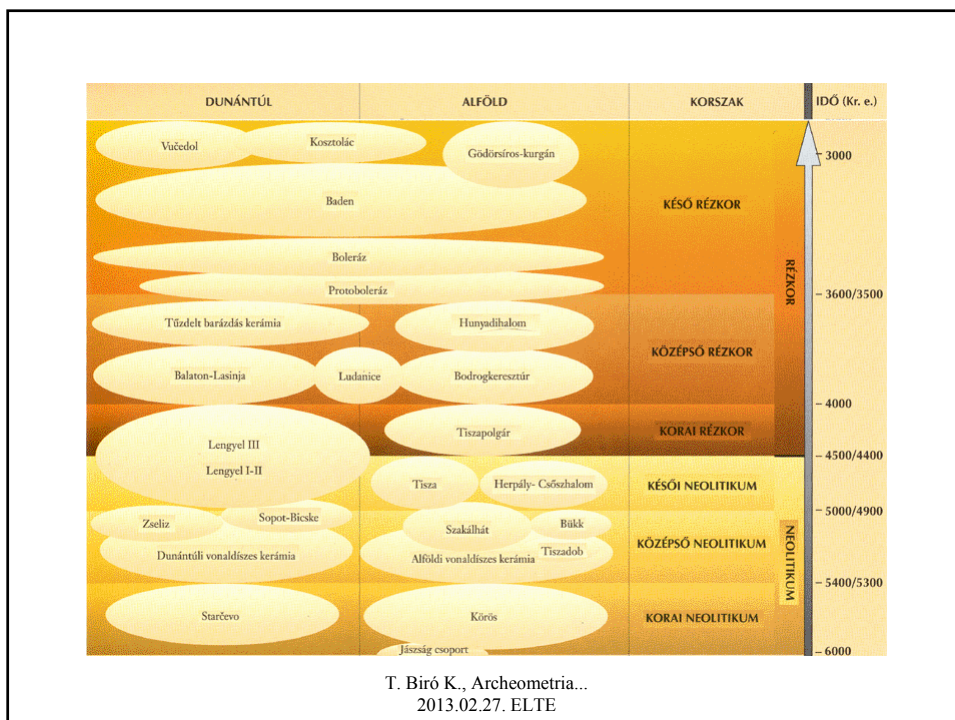 DUNÁNTÚL ALFÖLD KORSZAK IDŐ (Kr. e.)
Vučedol Kosztolác Gödörsíros-kurgán 3000
Baden KÉSŐ RÉZKOR
Boleráz RÉZKOR
Protoboleráz 3600/3500
Tűzdelt barázdás kerámia Hunyadihalom
KÖZÉPSŐ RÉZKOR
Balaton-Lasinja Ludanice Bodrogkeresztúr
4000
Lengyel III Tiszapolgár KORAI RÉZKOR
4500/4400
Lengyel I-II Tisza Herpály- Csőszhalom KÉSŐI NEOLITIKUM
5000/4900
Zseliz Sopot-Bicske Szakálhát Bükk
KÖZÉPSŐ NEOLITIKUM NEOLITIKUM
Dunántúli vonaldíszes kerámia Alföldi vonaldíszes kerámia Tiszadob
5400/5300
Starčevo Körös KORAI NEOLITIKUM
Jászság csoport 6000
T. Biró K., Archeometria...
2013.02.27. ELTE